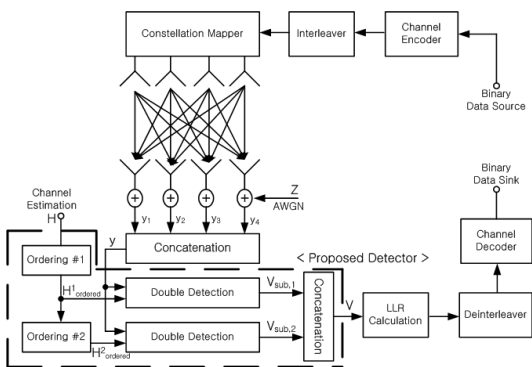 Constellation Mapper
Interleaver
Channel
Encoder
Binary
Data Source
Binary
Data Sink
Channel
Estimation
H
Z
AWGN
y1
y2
y3
y4
y
Concatenation
Channel
Decoder
Ordering #1
< Proposed Detector >
H1ordered
Double Detection
Vsub,1
Concatenation
V
LLR
Calculation
Deinterleaver
Ordering #2
H2ordered
Double Detection
Vsub,2